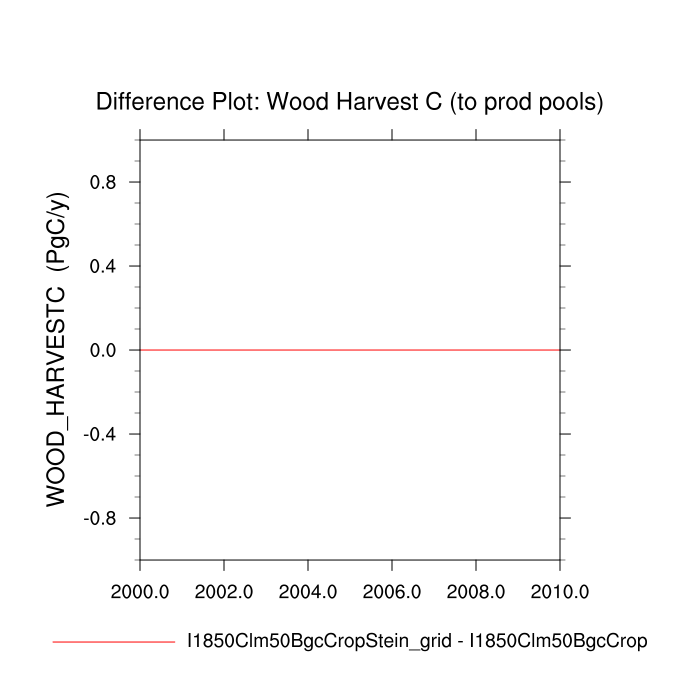 Difference Plot: Wood Harvest C (to prod pools)
WOOD_HARVESTC (PgC/y)
0.8
0.4
0.0
-0.4
-0.8
2000.0 2002.0 2004.0 2006.0 2008.0 2010.0
I1850Clm50BgcCropStein_grid - I1850Clm50BgcCrop